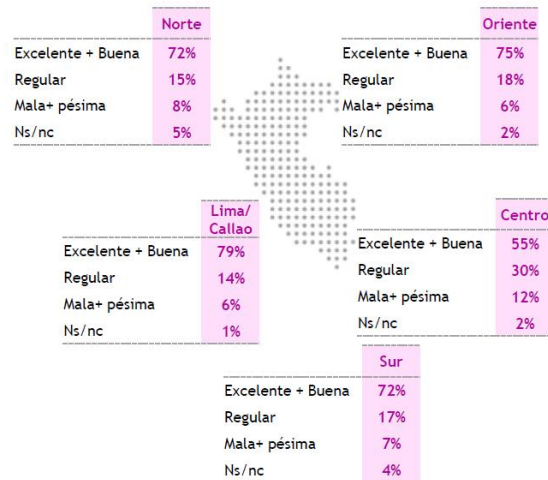 Norte
Excelente + Buena 72%
Regular 15%
Mala+ pésima 8%
Ns/nc 5%
Oriente
Excelente + Buena 75%
Regular 18%
Mala+ pésima 6%
Ns/nc 2%
Lima/
Callao
Excelente + Buena 79%
Regular 14%
Mala+ pésima 6%
Ns/nc 1%
Centro
Excelente + Buena 55%
Regular 30%
Mala+ pésima 12%
Ns/nc 2%
Sur
Excelente + Buena 72%
Regular 17%
Mala+ pésima 7%
Ns/nc 4%